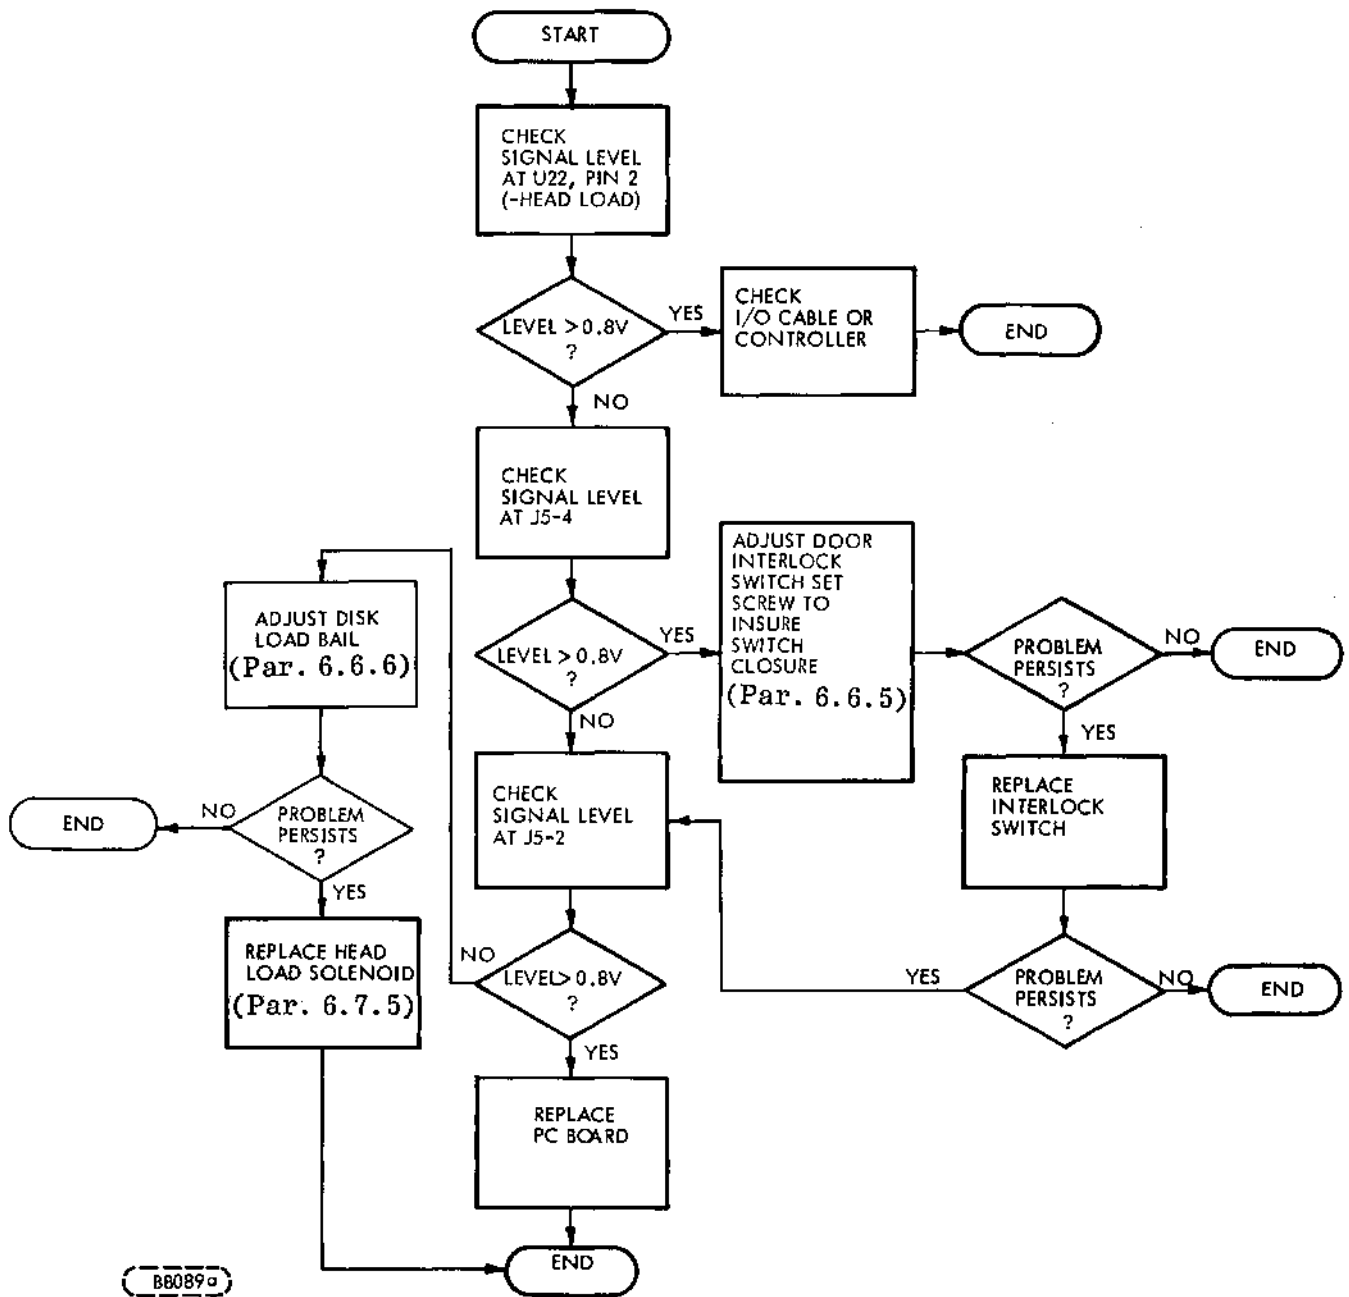 START
CHECK
SIGNAL LEVEL
AT U22, PIN 2
(-HEAD LOAD)
LEVEL > 0.8V
?
YES
CHECK
I/O CABLE OR
CONTROLLER
END
NO
CHECK
SIGNAL LEVEL
AT J5-4
LEVEL > 0.8V
?
YES
ADJUST DOOR
INTERLOCK
SWITCH SET
SCREW TO
INSURE
SWITCH
CLOSURE
(Par. 6.6.5)
PROBLEM
PERSISTS
?
NO
END
YES
REPLACE
INTERLOCK
SWITCH
PROBLEM
PERSISTS
?
NO
END
YES
NO
CHECK
SIGNAL LEVEL
AT J5-2
LEVEL > 0.8V
?
NO
ADJUST DISK
LOAD BAIL
(Par. 6.6.6)
PROBLEM
PERSISTS
?
NO
END
YES
REPLACE HEAD
LOAD SOLENOID
(Par. 6.7.5)
YES
REPLACE
PC BOARD
END
B8089a